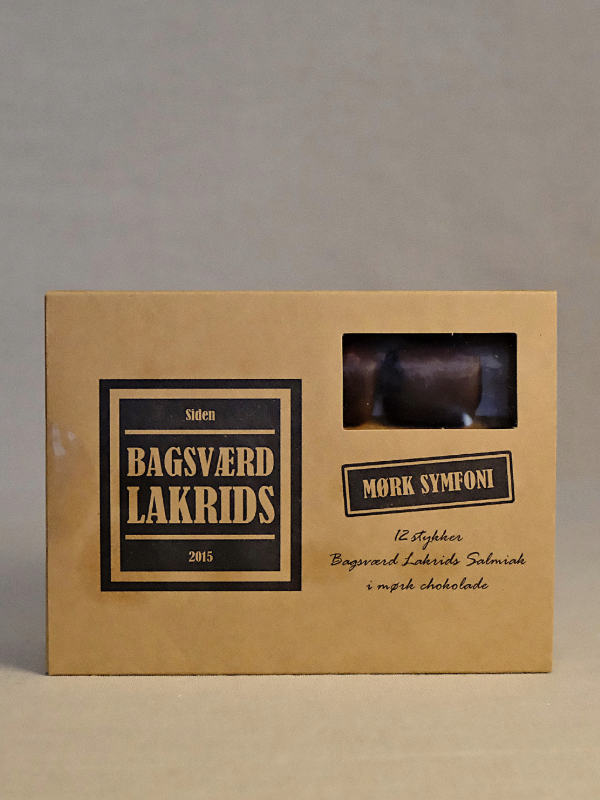 Siden
BAGSVÆRD
LAKRIDS
2015
MØRK SYMFONI
12 stykker
Bagsværd Lakrids Salmiak
i mørk chokolade